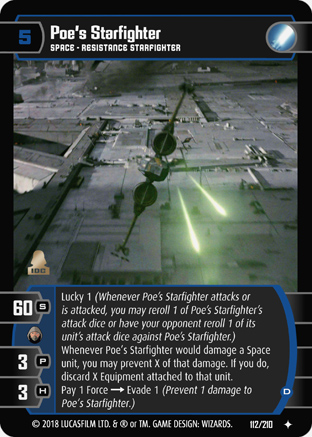 5
Poe's Starfighter
SPACE - RESISTANCE STARFIGHTER
IDC
60 S
3 P
3 H
Lucky 1 (Whenever Poe's Starfighter attacks or
is attacked, you may reroll 1 of Poe's Starfighter's
attack dice or have your opponent reroll 1 of its
unit's attack dice against Poe's Starfighter.)
Whenever Poe's Starfighter would damage a Space
unit, you may prevent X of that damage. If you do,
discard X Equipment attached to that unit.
Pay 1 Force → Evade 1 (Prevent 1 damage to
Poe's Starfighter.)
D
© 2018 LUCASFILM LTD. & ® or TM. GAME DESIGN: WIZARDS.
112/210